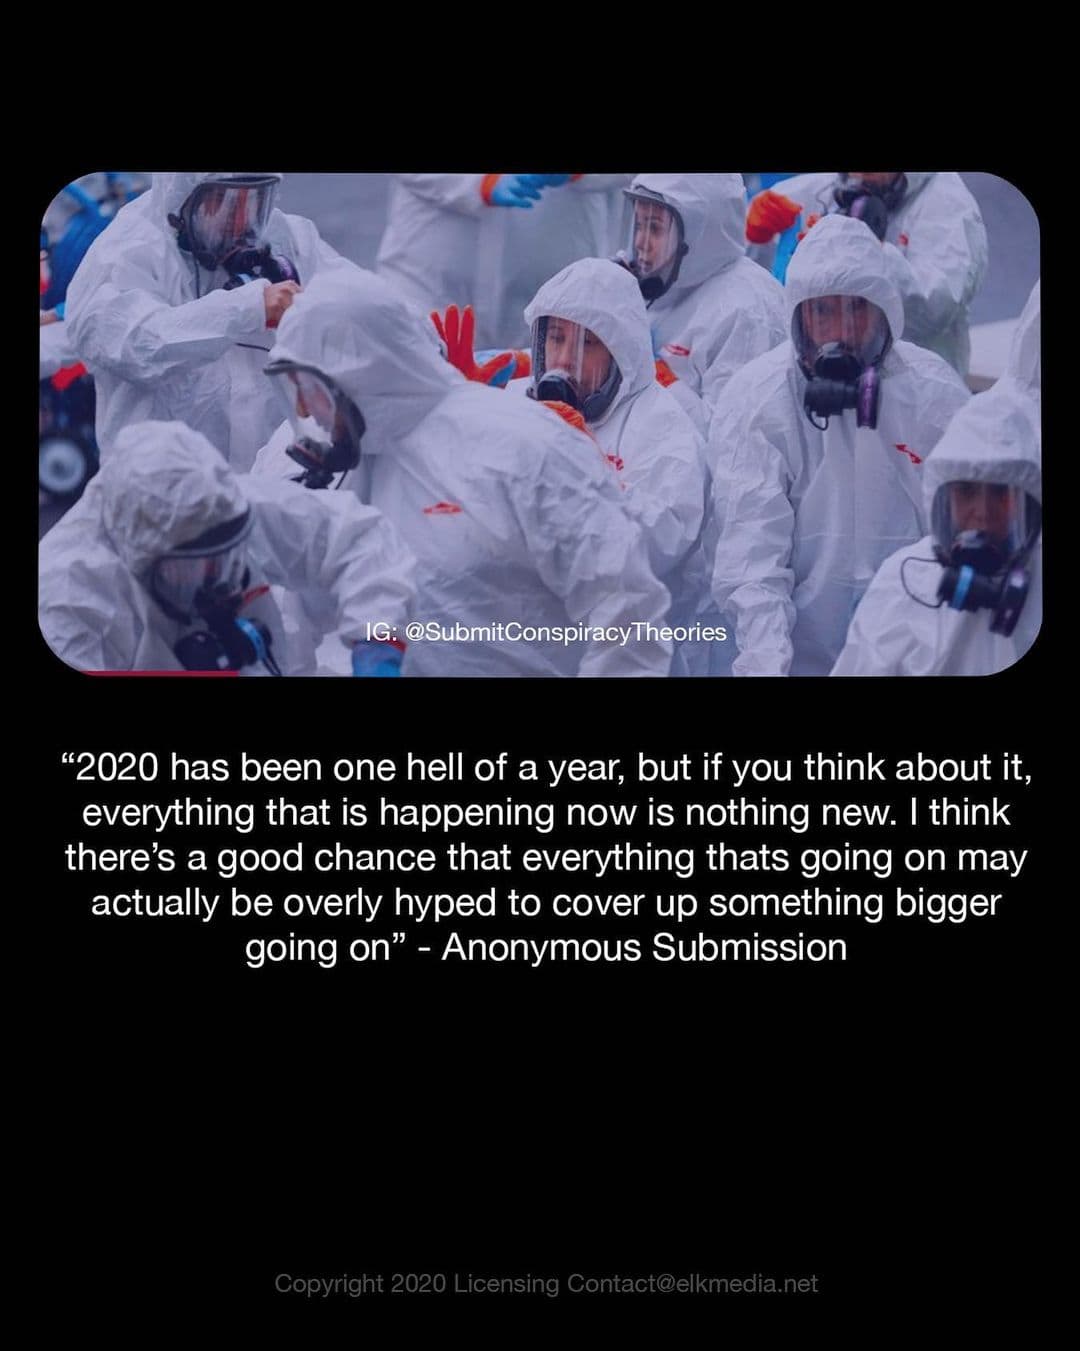 IG: @SubmitConspiracyTheories
“2020 has been one hell of a year, but if you think about it,
everything that is happening now is nothing new. I think
there’s a good chance that everything thats going on may
actually be overly hyped to cover up something bigger
going on” - Anonymous Submission
Copyright 2020 Licensing Contact@elkmedia.net